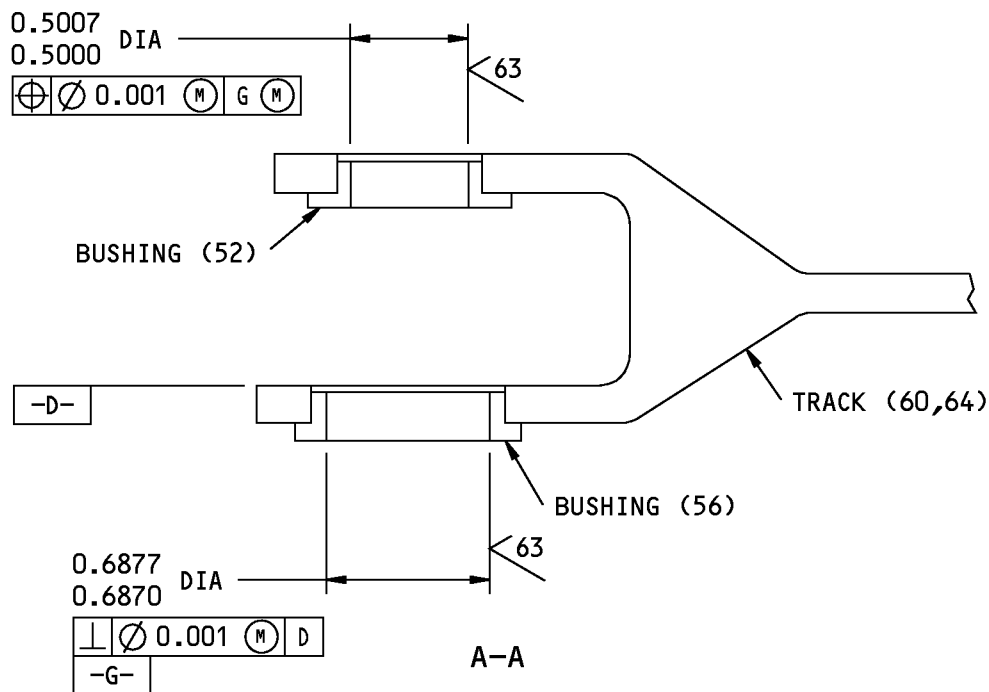 0.5007
0.5000 DIA
⌖ ⌀ 0.001 Ⓜ G Ⓜ
63
BUSHING (52)
-D-
TRACK (60,64)
BUSHING (56)
63
0.6877
0.6870 DIA
⊥ ⌀ 0.001 Ⓜ D
-G-
A-A